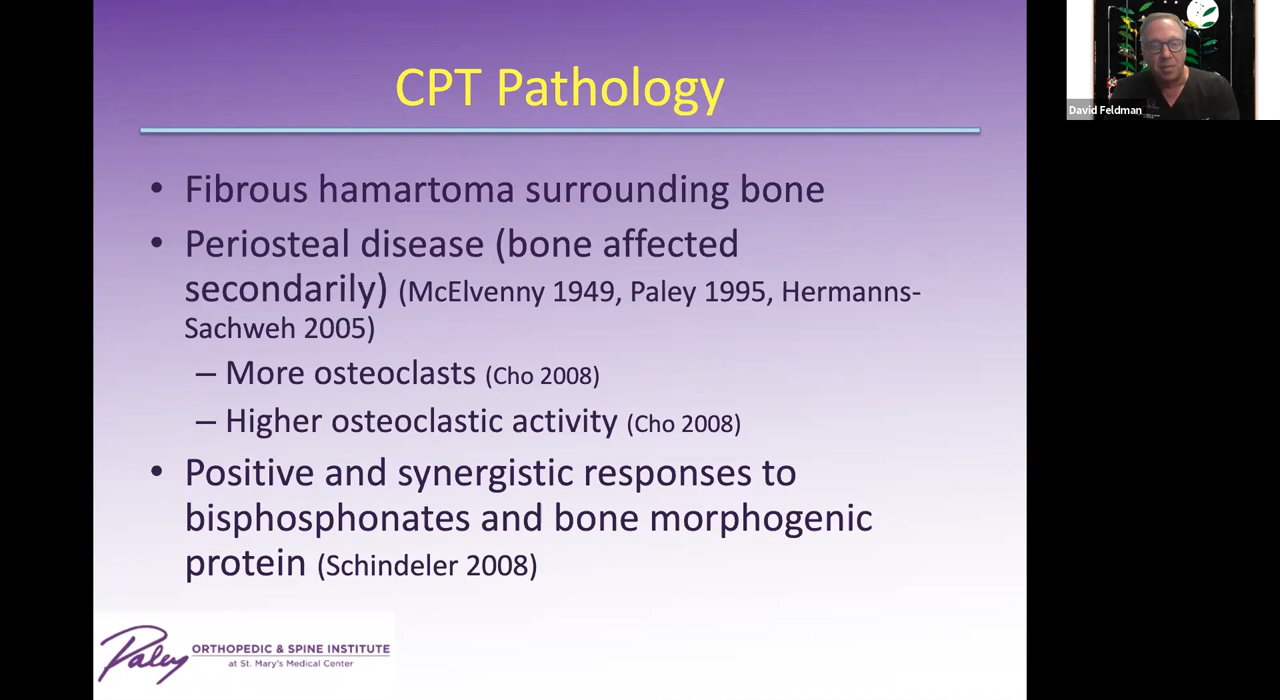 CPT Pathology
• Fibrous hamartoma surrounding bone
• Periosteal disease (bone affected
secondarily) (McElvenny 1949, Paley 1995, Hermanns-
Sachweh 2005)
– More osteoclasts (Cho 2008)
– Higher osteoclastic activity (Cho 2008)
• Positive and synergistic responses to
bisphosphonates and bone morphogenic
protein (Schindeler 2008)
Paley ORTHOPEDIC & SPINE INSTITUTE
at St. Mary's Medical Center
David Feldman